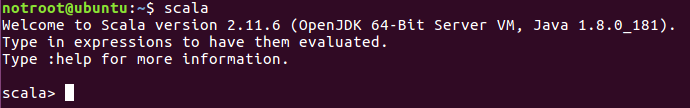 notroot@ubuntu:~$ scala
Welcome to Scala version 2.11.6 (OpenJDK 64-Bit Server VM, Java 1.8.0_181).
Type in expressions to have them evaluated.
Type :help for more information.
scala>